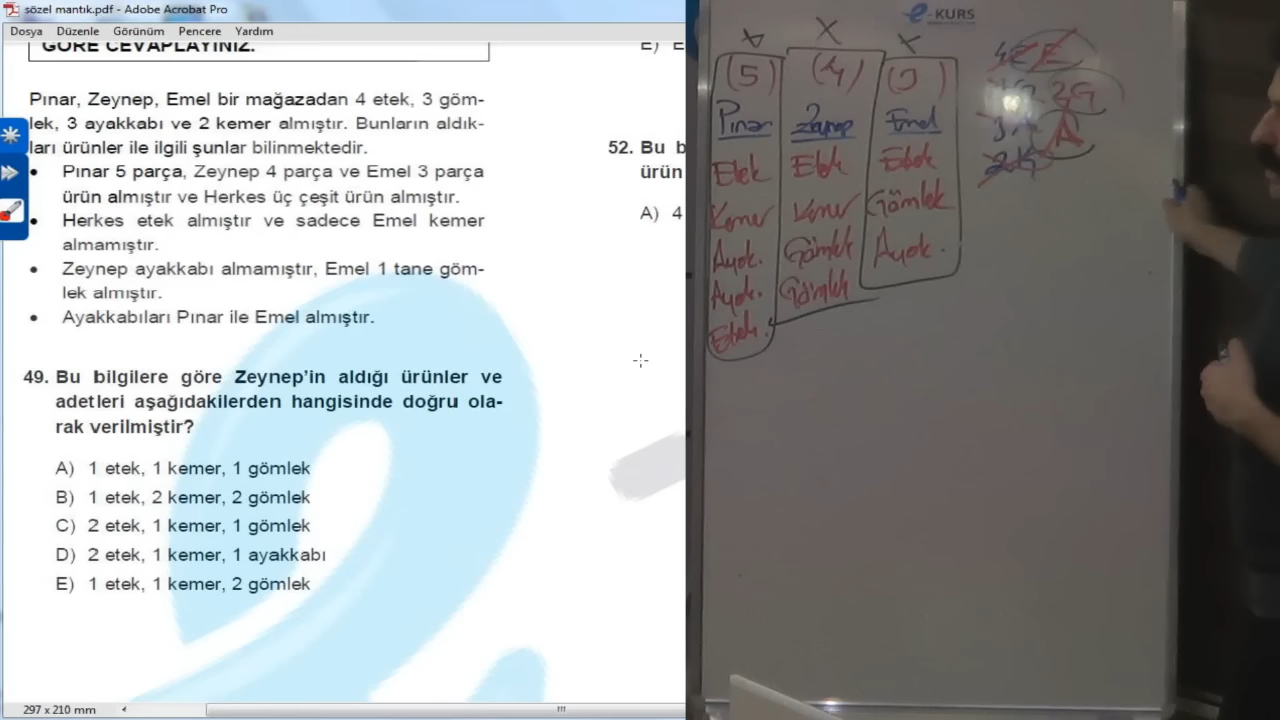 sözel mantık.pdf - Adobe Acrobat Pro
Dosya Düzenle Görünüm Pencere Yardım
GÖRE CEVAPLAYINIZ.
Pınar, Zeynep, Emel bir mağazadan 4 etek, 3 göm-
lek, 3 ayakkabı ve 2 kemer almıştır. Bunların aldık-
ları ürünler ile ilgili şunlar bilinmektedir.
• Pınar 5 parça, Zeynep 4 parça ve Emel 3 parça
ürün almıştır ve Herkes üç çeşit ürün almıştır.
• Herkes etek almıştır ve sadece Emel kemer
almamıştır.
• Zeynep ayakkabı almamıştır, Emel 1 tane göm-
lek almıştır.
• Ayakkabıları Pınar ile Emel almıştır.
49. Bu bilgilere göre Zeynep'in aldığı ürünler ve
adetleri aşağıdakilerden hangisinde doğru ola-
rak verilmiştir?
A) 1 etek, 1 kemer, 1 gömlek
B) 1 etek, 2 kemer, 2 gömlek
C) 2 etek, 1 kemer, 1 gömlek
D) 2 etek, 1 kemer, 1 ayakkabı
E) 1 etek, 1 kemer, 2 gömlek
E) E
52. Bu b
ürün
A) 4
297 x 210 mm
e-KURS
(5) (4) (3)
Pınar Zeynep Emel
Etek Etek Etek
Kemer Kemer Gömlek
Ayak. Gömlek Ayak.
Ayak. Gömlek
Etek.
E
2G
A